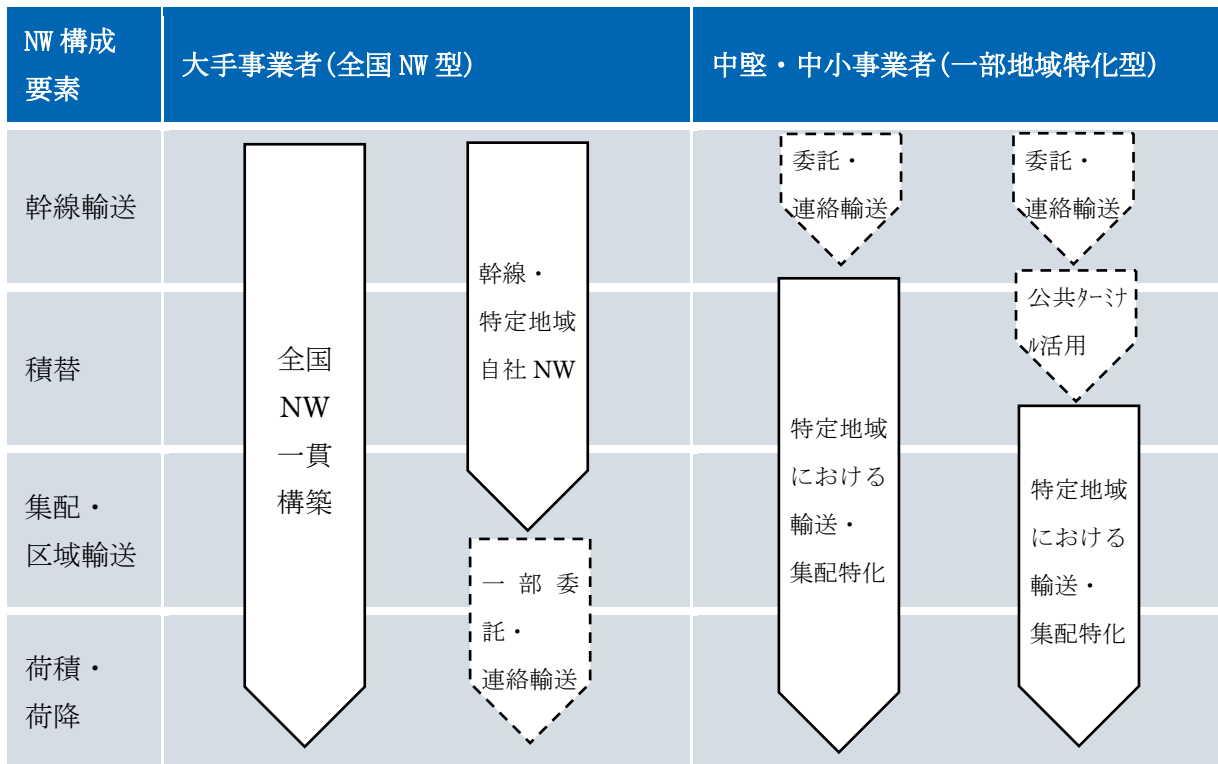 NW 構成
要素
大手事業者(全国 NW 型)
中堅・中小事業者(一部地域特化型)
幹線輸送
積替
集配・
区域輸送
荷積・
荷降
全国
NW
一貫
構築
幹線・
特定地域
自社 NW
一 部 委
託・
連絡輸送
委託・
連絡輸送
特定地域
における
輸送・
集配特化
委託・
連絡輸送
公共ﾀｰﾐﾅ
ﾙ活用
特定地域
における
輸送・
集配特化